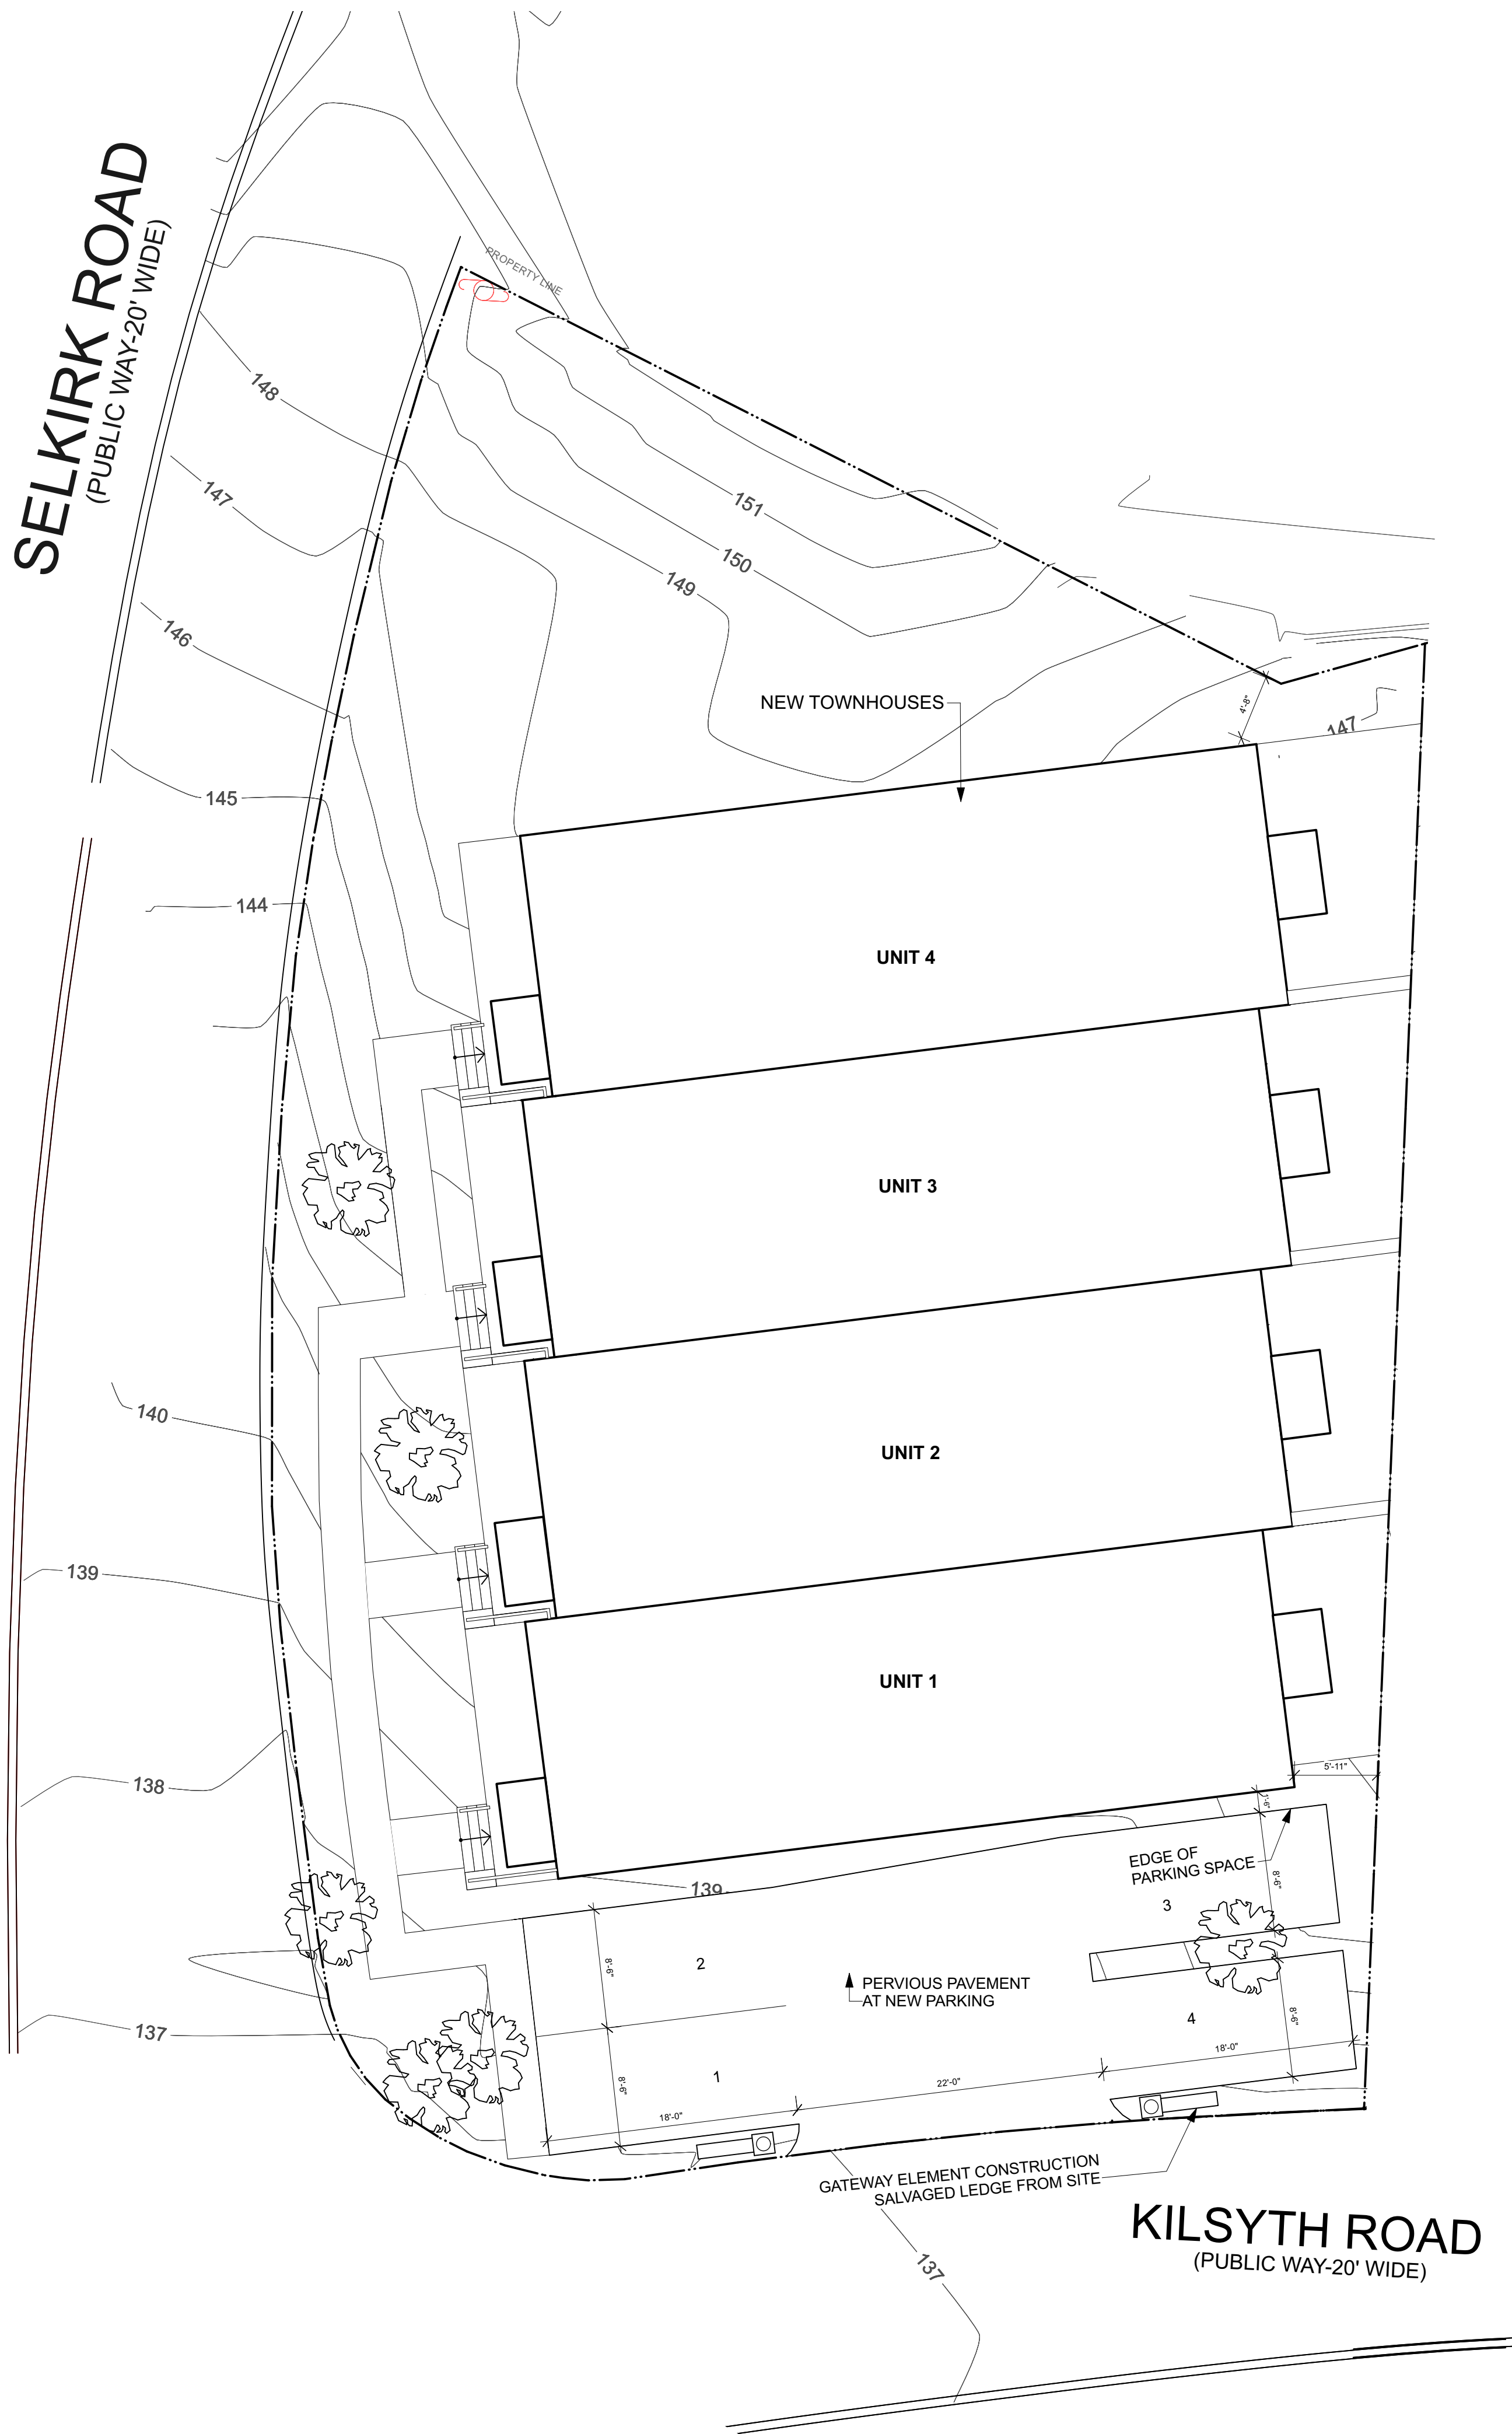 SELKIRK ROAD
(PUBLIC WAY-20' WIDE)
PROPERTY LINE
148
147
151
150
149
146
NEW TOWNHOUSES
4'-8"
147
145
144
UNIT 4
UNIT 3
140
UNIT 2
139
UNIT 1
138
5'-11"
1'-6"
EDGE OF
PARKING SPACE
8'-6"
139
3
2
8'-6"
PERVIOUS PAVEMENT
AT NEW PARKING
4
8'-6"
137
18'-0"
1
8'-6"
22'-0"
18'-0"
GATEWAY ELEMENT CONSTRUCTION
SALVAGED LEDGE FROM SITE
KILSYTH ROAD
(PUBLIC WAY-20' WIDE)
137